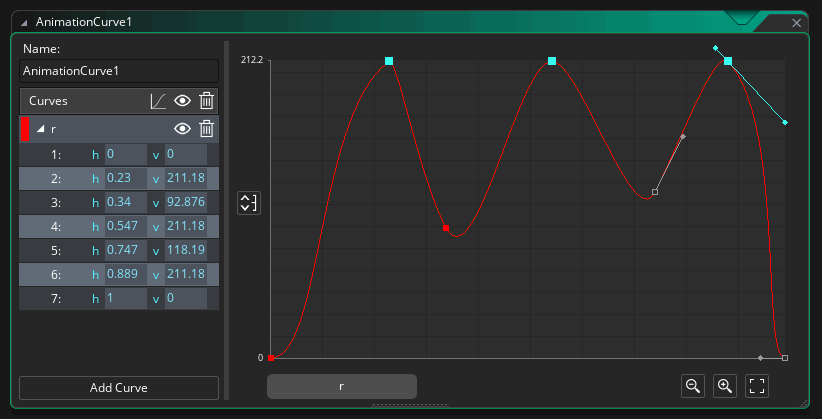 AnimationCurve1
Name:
AnimationCurve1
Curves
r
1: h 0 v 0
2: h 0.23 v 211.18
3: h 0.34 v 92.876
4: h 0.547 v 211.18
5: h 0.747 v 118.19
6: h 0.889 v 211.18
7: h 1 v 0
Add Curve
212.2
0
r